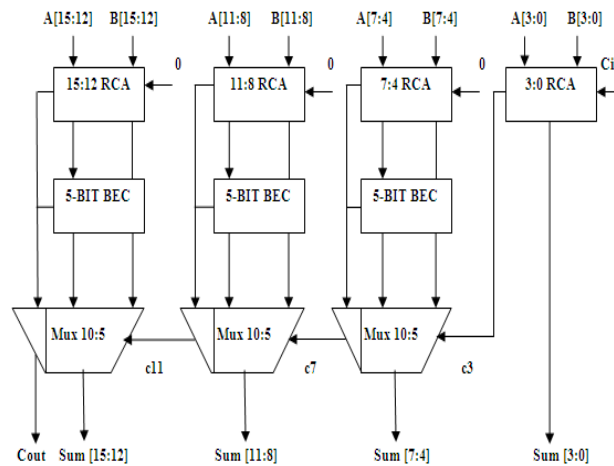 A[15:12] B[15:12] A[11:8] B[11:8] A[7:4] B[7:4] A[3:0] B[3:0]
0 0 0 Ci
15:12 RCA 11:8 RCA 7:4 RCA 3:0 RCA
5-BIT BEC 5-BIT BEC 5-BIT BEC
Mux 10:5 Mux 10:5 Mux 10:5
c11 c7 c3
Cout Sum [15:12] Sum [11:8] Sum [7:4] Sum [3:0]